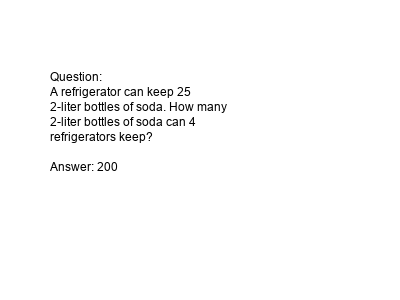 Question:
A refrigerator can keep 25
2-liter bottles of soda. How many
2-liter bottles of soda can 4
refrigerators keep?
Answer: 200